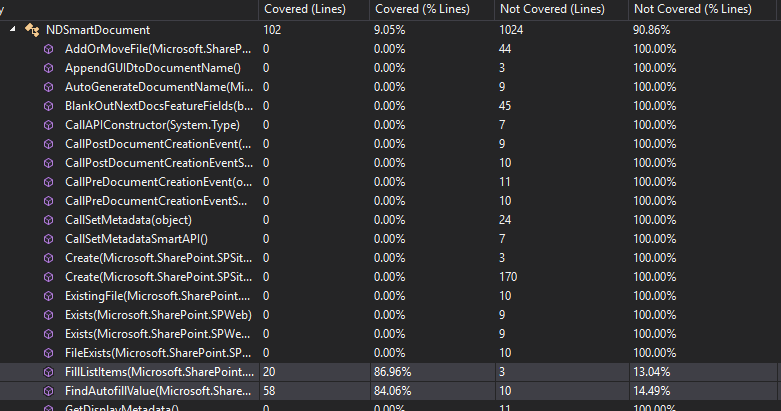 y Covered (Lines) Covered (% Lines) Not Covered (Lines) Not Covered (% Lines)
NDSmartDocument 102 9.05% 1024 90.86%
AddOrMoveFile(Microsoft.ShareP... 0 0.00% 44 100.00%
AppendGUIDtoDocumentName() 0 0.00% 3 100.00%
AutoGenerateDocumentName(Mi... 0 0.00% 9 100.00%
BlankOutNextDocsFeatureFields(b... 0 0.00% 45 100.00%
CallAPIConstructor(System.Type) 0 0.00% 7 100.00%
CallPostDocumentCreationEvent(... 0 0.00% 9 100.00%
CallPostDocumentCreationEventS... 0 0.00% 10 100.00%
CallPreDocumentCreationEvent(o... 0 0.00% 11 100.00%
CallPreDocumentCreationEventS... 0 0.00% 10 100.00%
CallSetMetadata(object) 0 0.00% 24 100.00%
CallSetMetadataSmartAPI() 0 0.00% 7 100.00%
Create(Microsoft.SharePoint.SPSit... 0 0.00% 3 100.00%
Create(Microsoft.SharePoint.SPSit... 0 0.00% 170 100.00%
ExistingFile(Microsoft.SharePoint.... 0 0.00% 10 100.00%
Exists(Microsoft.SharePoint.SPWeb) 0 0.00% 9 100.00%
Exists(Microsoft.SharePoint.SPWe... 0 0.00% 9 100.00%
FileExists(Microsoft.SharePoint.SP... 0 0.00% 10 100.00%
FillListItems(Microsoft.SharePoint.... 20 86.96% 3 13.04%
FindAutofillValue(Microsoft.Share... 58 84.06% 10 14.49%
GetDisplayMetadata() 0 0.00% 11 100.00%